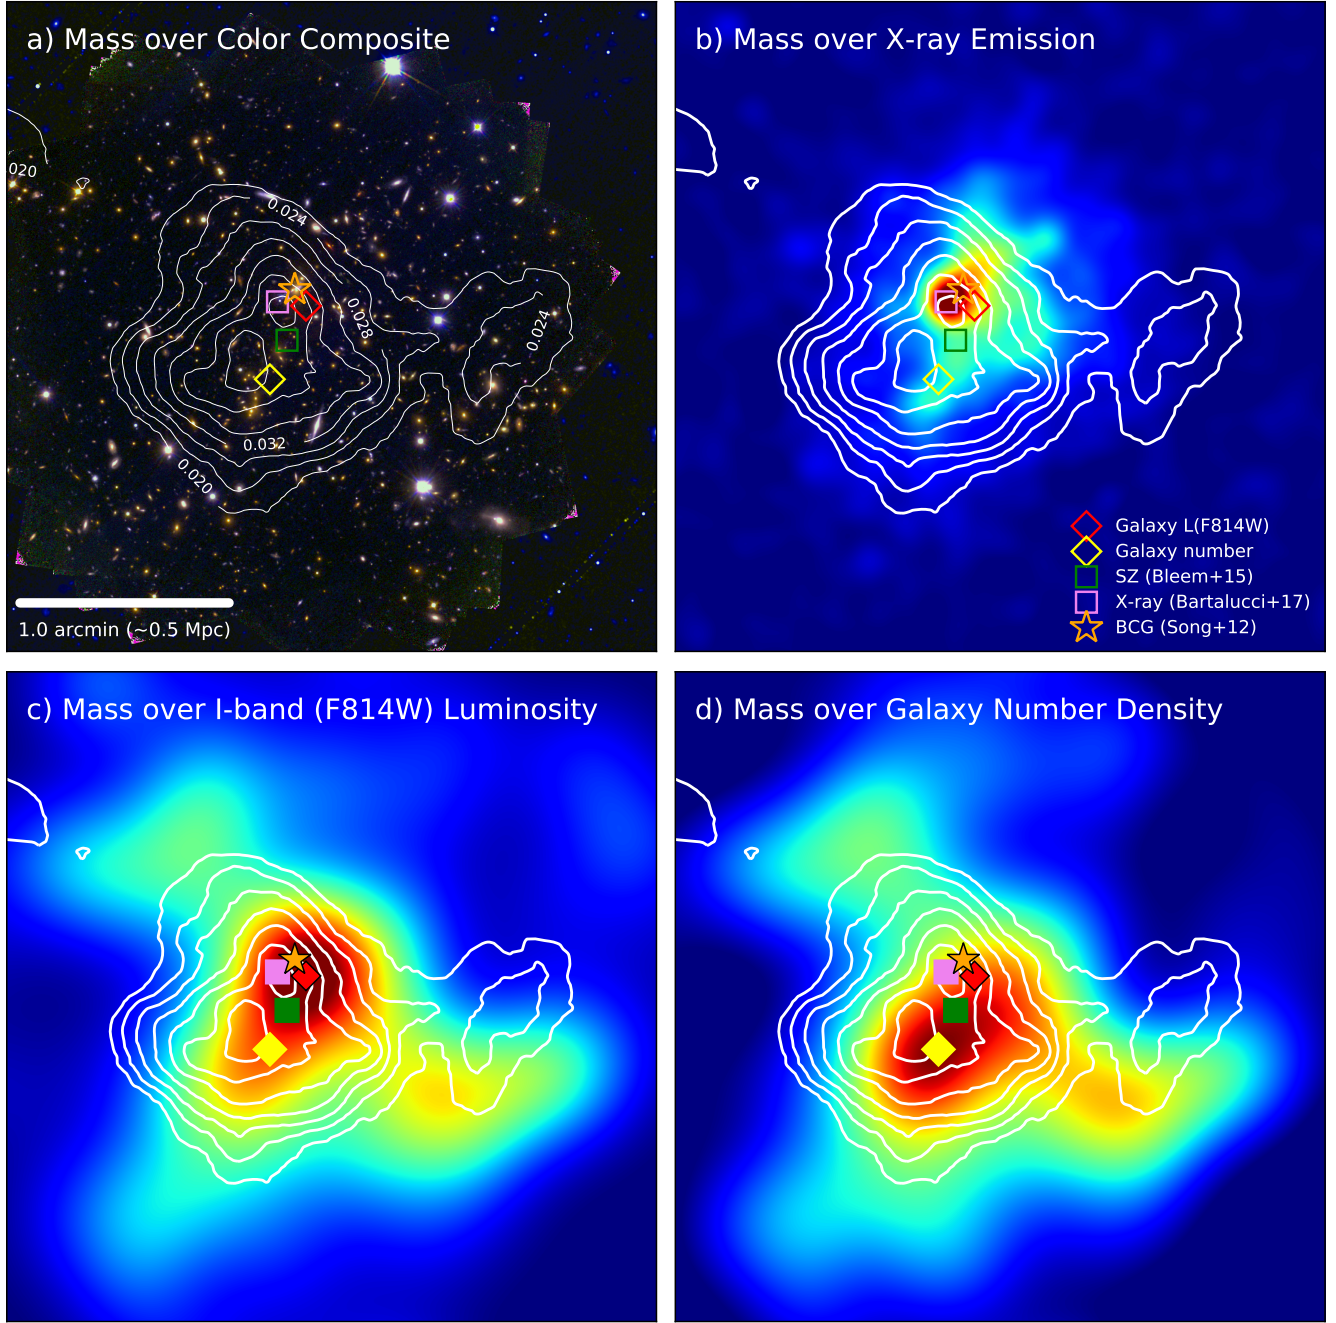 a) Mass over Color Composite
020
0.024
0.028
0.024
0.032
0.020
1.0 arcmin (~0.5 Mpc)
b) Mass over X-ray Emission
Galaxy L(F814W)
Galaxy number
SZ (Bleem+15)
X-ray (Bartalucci+17)
BCG (Song+12)
c) Mass over I-band (F814W) Luminosity
d) Mass over Galaxy Number Density